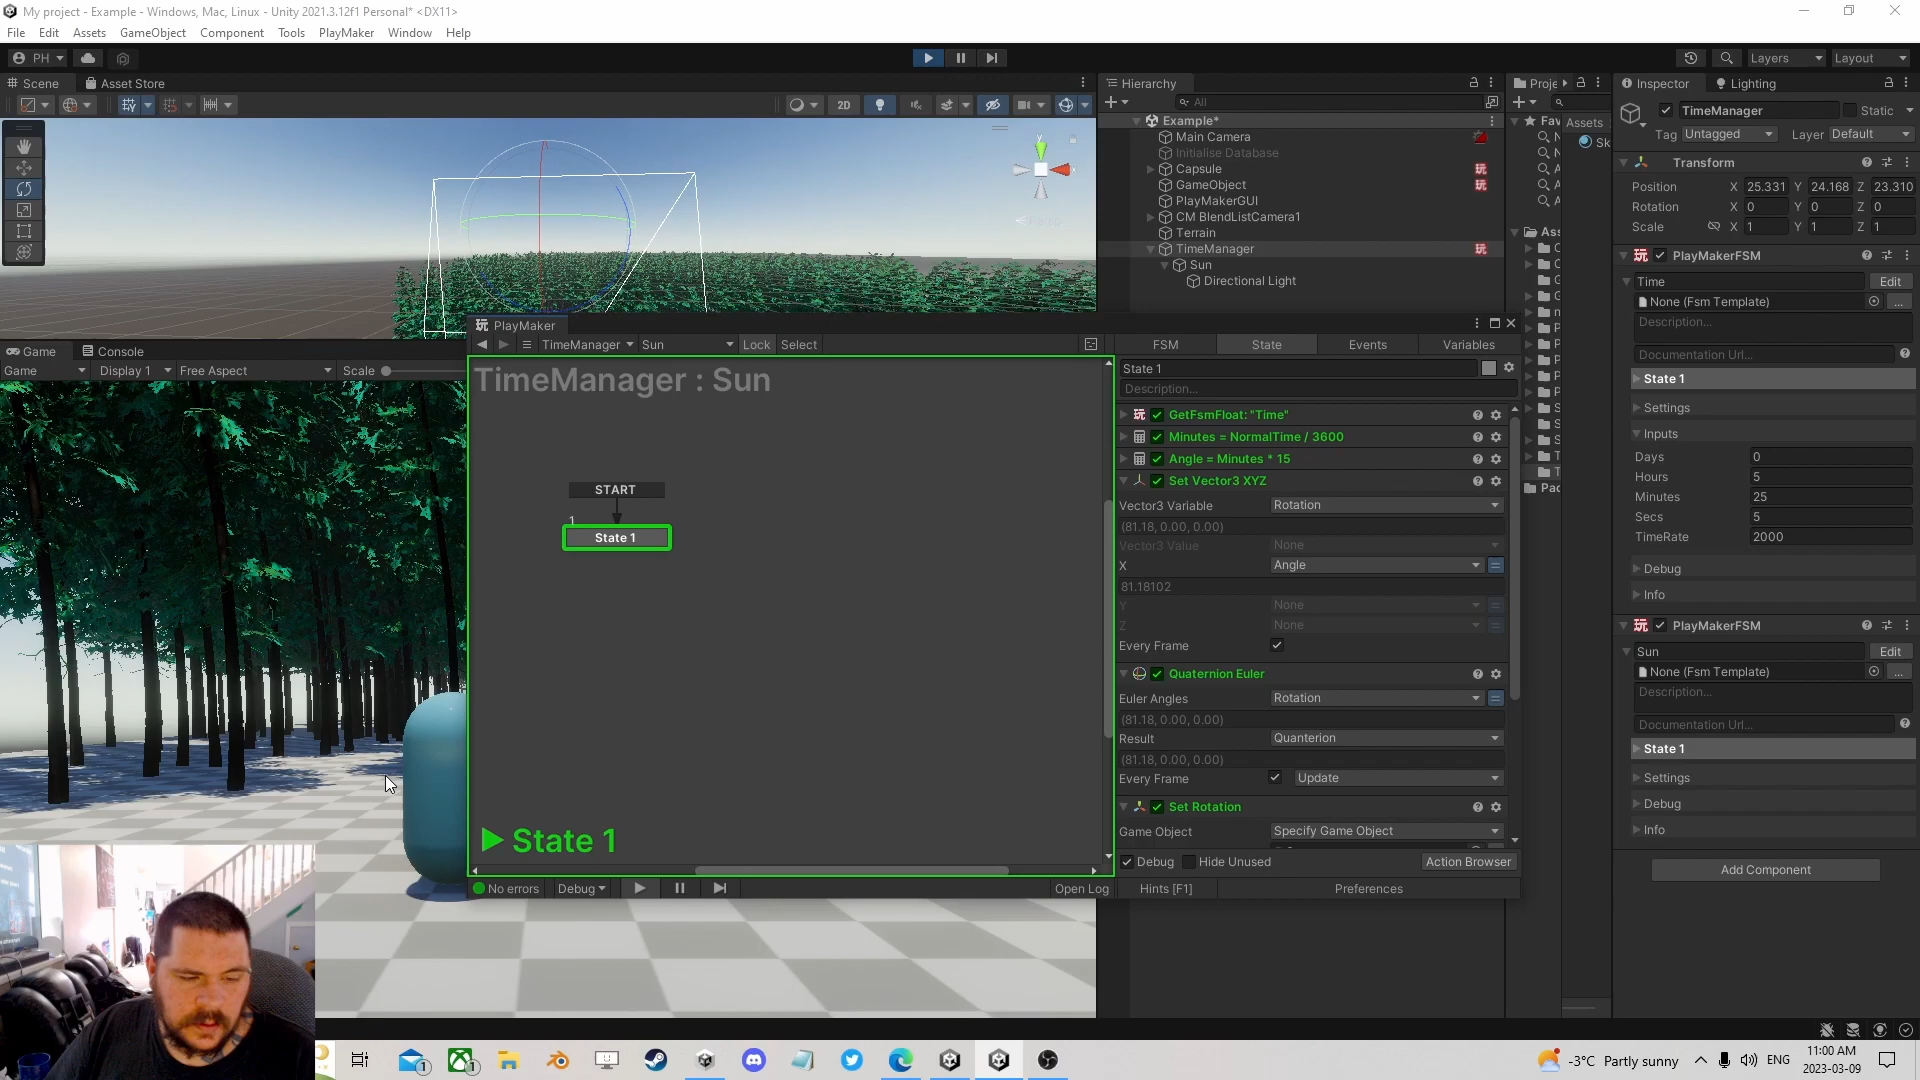 My project - Example - Windows, Mac, Linux - Unity 2021.3.12f1 Personal* <DX11>
File Edit Assets GameObject Component Tools PlayMaker Window Help
PH Layers Layout
Scene Asset Store
2D
Game Console
Game Display 1 Free Aspect Scale
Hierarchy
All
Example*
Main Camera
Initialise Database
Capsule
GameObject
PlayMakerGUI
CM BlendListCamera1
Terrain
TimeManager
Sun
Directional Light
Proje
Fav
Assets
Sk
Ass
Pac
PlayMaker
TimeManager Sun Lock Select
TimeManager : Sun
START
1
State 1
State 1
No errors Debug Open Log
FSM State Events Variables
State 1
Description...
GetFsmFloat: "Time"
Minutes = NormalTime / 3600
Angle = Minutes * 15
Set Vector3 XYZ
Vector3 Variable Rotation
(81.18, 0.00, 0.00)
Vector3 Value None
X Angle
81.18102
Y None
Z None
Every Frame
Quaternion Euler
Euler Angles Rotation
(81.18, 0.00, 0.00)
Result Quanterion
(81.18, 0.00, 0.00)
Every Frame Update
Set Rotation
Game Object Specify Game Object
Debug Hide Unused Action Browser
Hints [F1] Preferences
Inspector Lighting
TimeManager Static
Tag Untagged Layer Default
Transform
Position X 25.331 Y 24.168 Z 23.310
Rotation X 0 Y 0 Z 0
Scale X 1 Y 1 Z 1
PlayMakerFSM
Time Edit
None (Fsm Template) ...
Description...
Documentation Url...
State 1
Settings
Inputs
Days 0
Hours 5
Minutes 25
Secs 5
TimeRate 2000
Debug
Info
PlayMakerFSM
Sun Edit
None (Fsm Template) ...
Description...
Documentation Url...
State 1
Settings
Debug
Info
Add Component
-3°C Partly sunny ENG 11:00 AM
2023-03-09